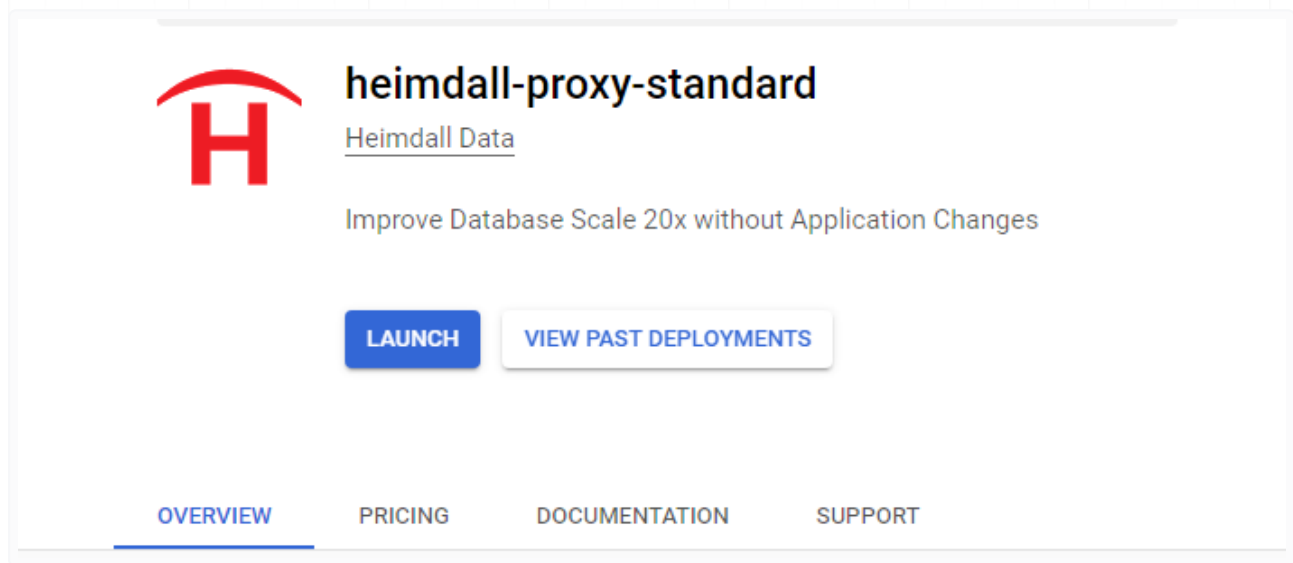 H
heimdall-proxy-standard
Heimdall Data
Improve Database Scale 20x without Application Changes
LAUNCH VIEW PAST DEPLOYMENTS
OVERVIEW PRICING DOCUMENTATION SUPPORT